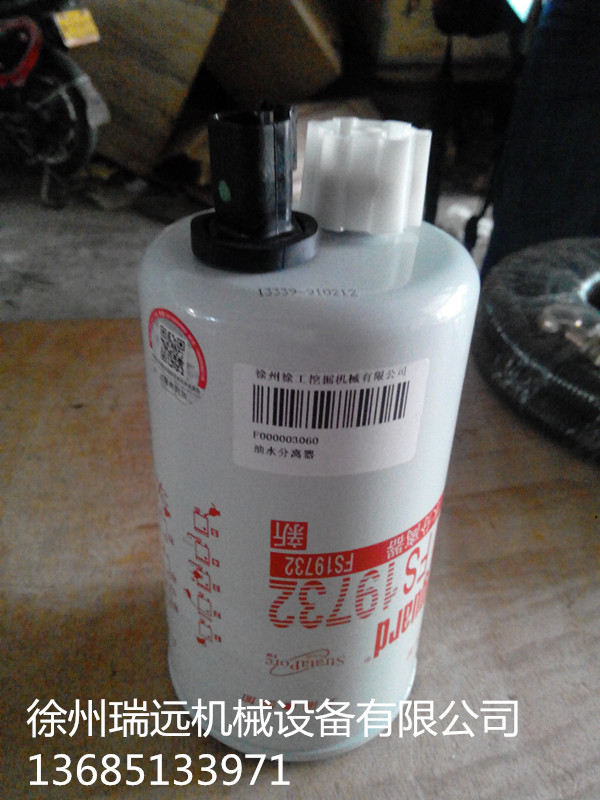 13339-910212
徐州徐工挖掘机械有限公司
F000003060
油水分离器
新
FS19732
FS19732
StrataPore
徐州瑞远机械设备有限公司
13685133971